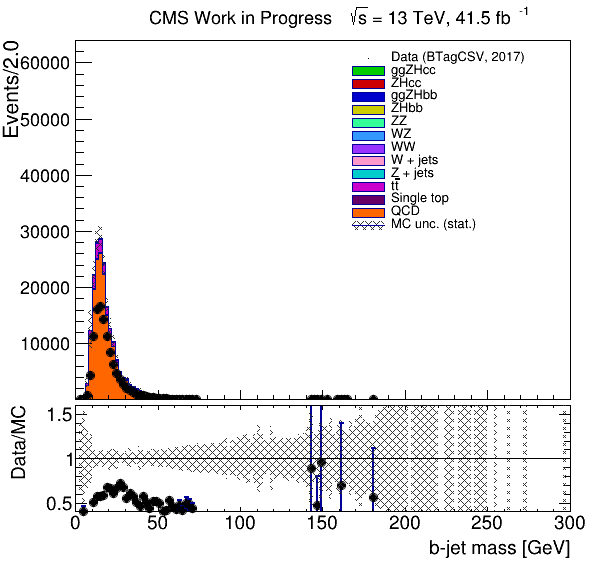 CMS Work in Progress √s = 13 TeV, 41.5 fb⁻¹
Events/2.0
60000
50000
40000
30000
20000
10000
Data (BTagCSV, 2017)
ggZHcc
ZHcc
ggZHbb
ZHbb
ZZ
WZ
WW
W + jets
Z + jets
tt̅
Single top
QCD
MC unc. (stat.)
Data/MC
1.5
1
0.5
0 50 100 150 200 250 300
b-jet mass [GeV]